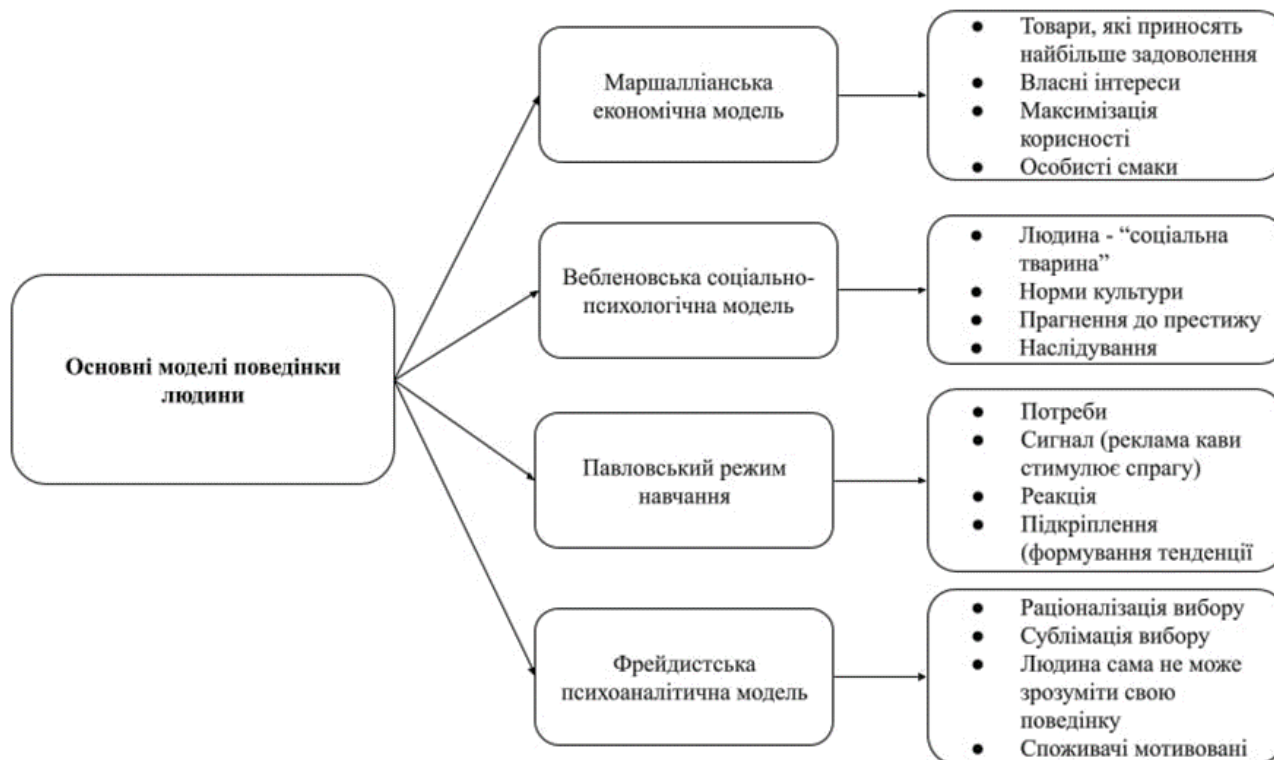 Основні моделі поведінки
людини
Маршалліанська
економічна модель
● Товари, які приносять
найбільше задоволення
● Власні інтереси
● Максимізація
корисності
● Особисті смаки
Вебленовська соціально-
психологічна модель
● Людина - “соціальна
тварина”
● Норми культури
● Прагнення до престижу
● Наслідування
Павловський режим
навчання
● Потреби
● Сигнал (реклама кави
стимулює спрагу)
● Реакція
● Підкріплення
(формування тенденції
Фрейдистська
психоаналітична модель
● Раціоналізація вибору
● Сублімація вибору
● Людина сама не може
зрозуміти свою
поведінку
● Споживачі мотивовані